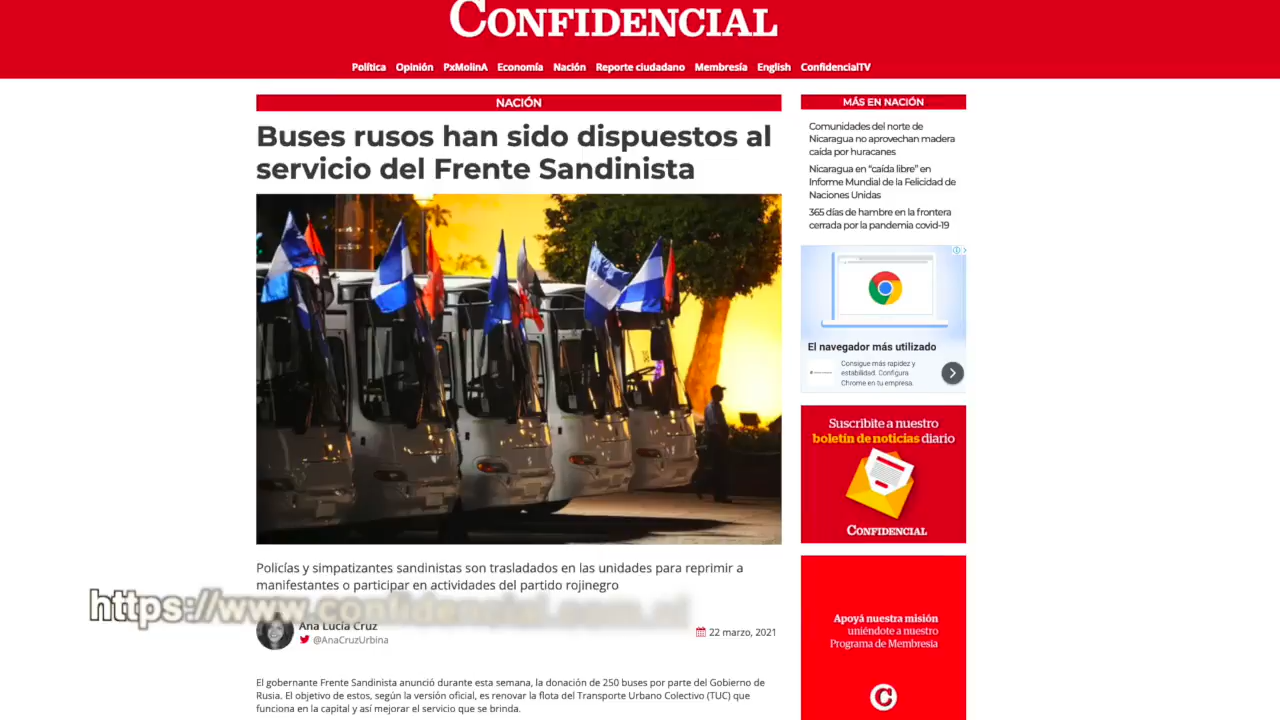 CONFIDENCIAL
Política Opinión PxMolinA Economía Nación Reporte ciudadano Membresía English ConfidencialTV
NACIÓN
Buses rusos han sido dispuestos al
servicio del Frente Sandinista
Policías y simpatizantes sandinistas son trasladados en las unidades para reprimir a
manifestantes o participar en actividades del partido rojinegro
https://www.confidencial.com.ni
Ana Lucía Cruz
@AnaCruzUrbina
22 marzo, 2021
El gobernante Frente Sandinista anunció durante esta semana, la donación de 250 buses por parte del Gobierno de
Rusia. El objetivo de estos, según la versión oficial, es renovar la flota del Transporte Urbano Colectivo (TUC) que
funciona en la capital y así mejorar el servicio que se brinda.
MÁS EN NACIÓN
Comunidades del norte de
Nicaragua no aprovechan madera
caída por huracanes
Nicaragua en “caída libre” en
Informe Mundial de la Felicidad de
Naciones Unidas
365 días de hambre en la frontera
cerrada por la pandemia covid-19
El navegador más utilizado
Consigue más rapidez y
estabilidad. Configura
Chrome en tu empresa.
Suscribite a nuestro
boletín de noticias diario
CONFIDENCIAL
Apoyá nuestra misión
uniéndote a nuestro
Programa de Membresía
C